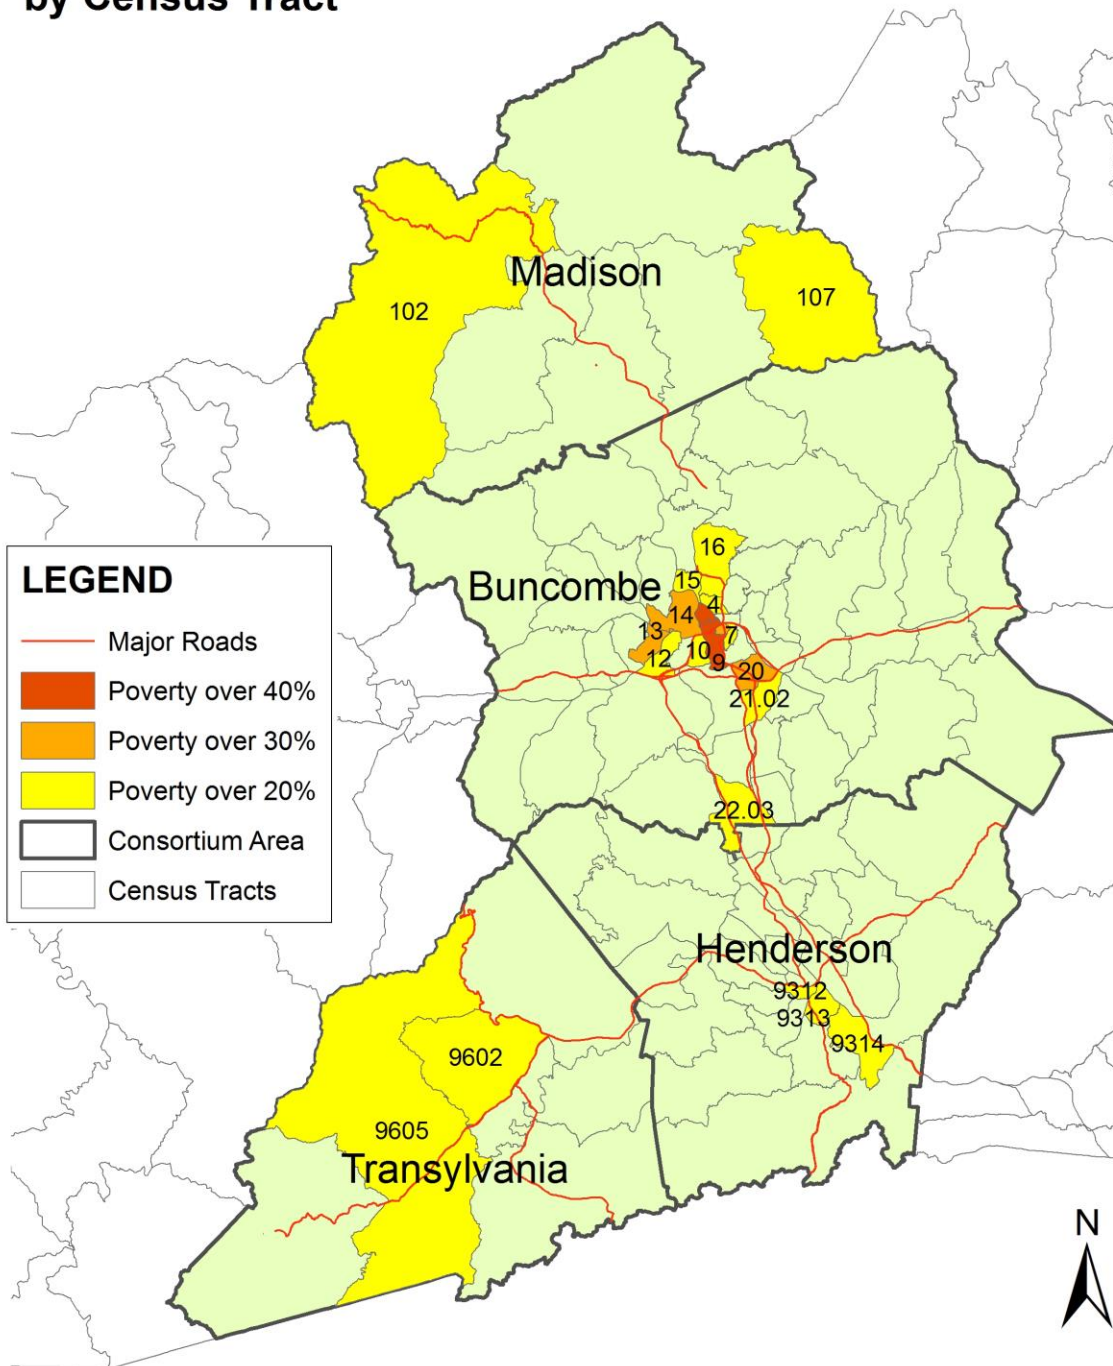 by Census Tract
Madison
102
107
16
Buncombe
15
4
14
13
7
10
12
9
20
21.02
22.03
LEGEND
Major Roads
Poverty over 40%
Poverty over 30%
Poverty over 20%
Consortium Area
Census Tracts
Henderson
9312
9313
9314
9602
9605
Transylvania
N